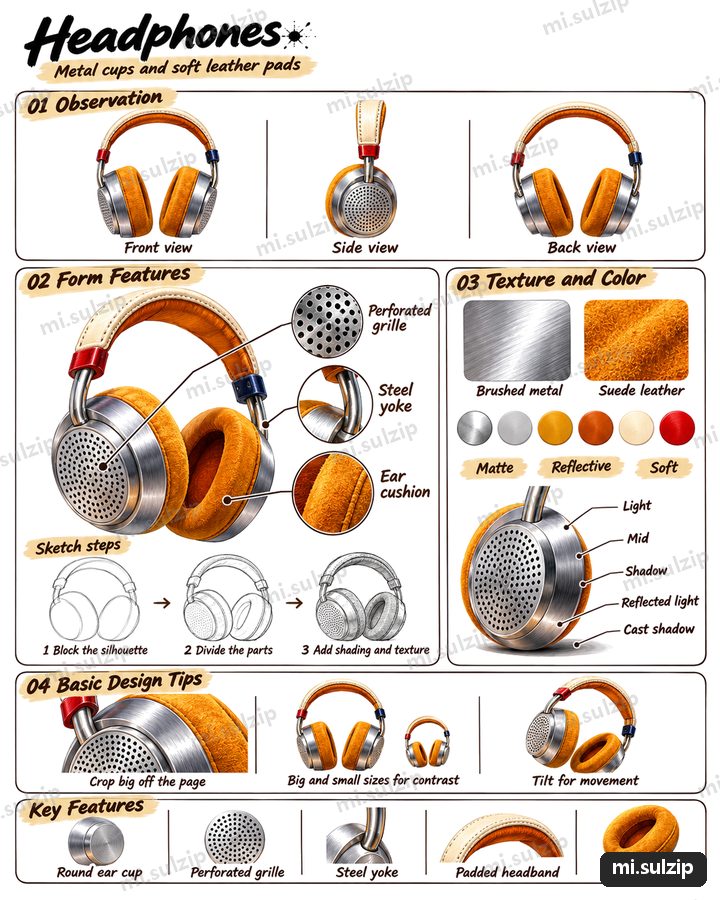 Headphones
Metal cups and soft leather pads
01 Observation
Front view
Side view
Back view
02 Form Features
Perforated
grille
Steel
yoke
Ear
cushion
Sketch steps
1 Block the silhouette
2 Divide the parts
3 Add shading and texture
03 Texture and Color
Brushed metal
Suede leather
Matte
Reflective
Soft
Light
Mid
Shadow
Reflected light
Cast shadow
04 Basic Design Tips
Crop big off the page
Big and small sizes for contrast
Tilt for movement
Key Features
Round ear cup
Perforated grille
Steel yoke
Padded headband
mi.sulzip